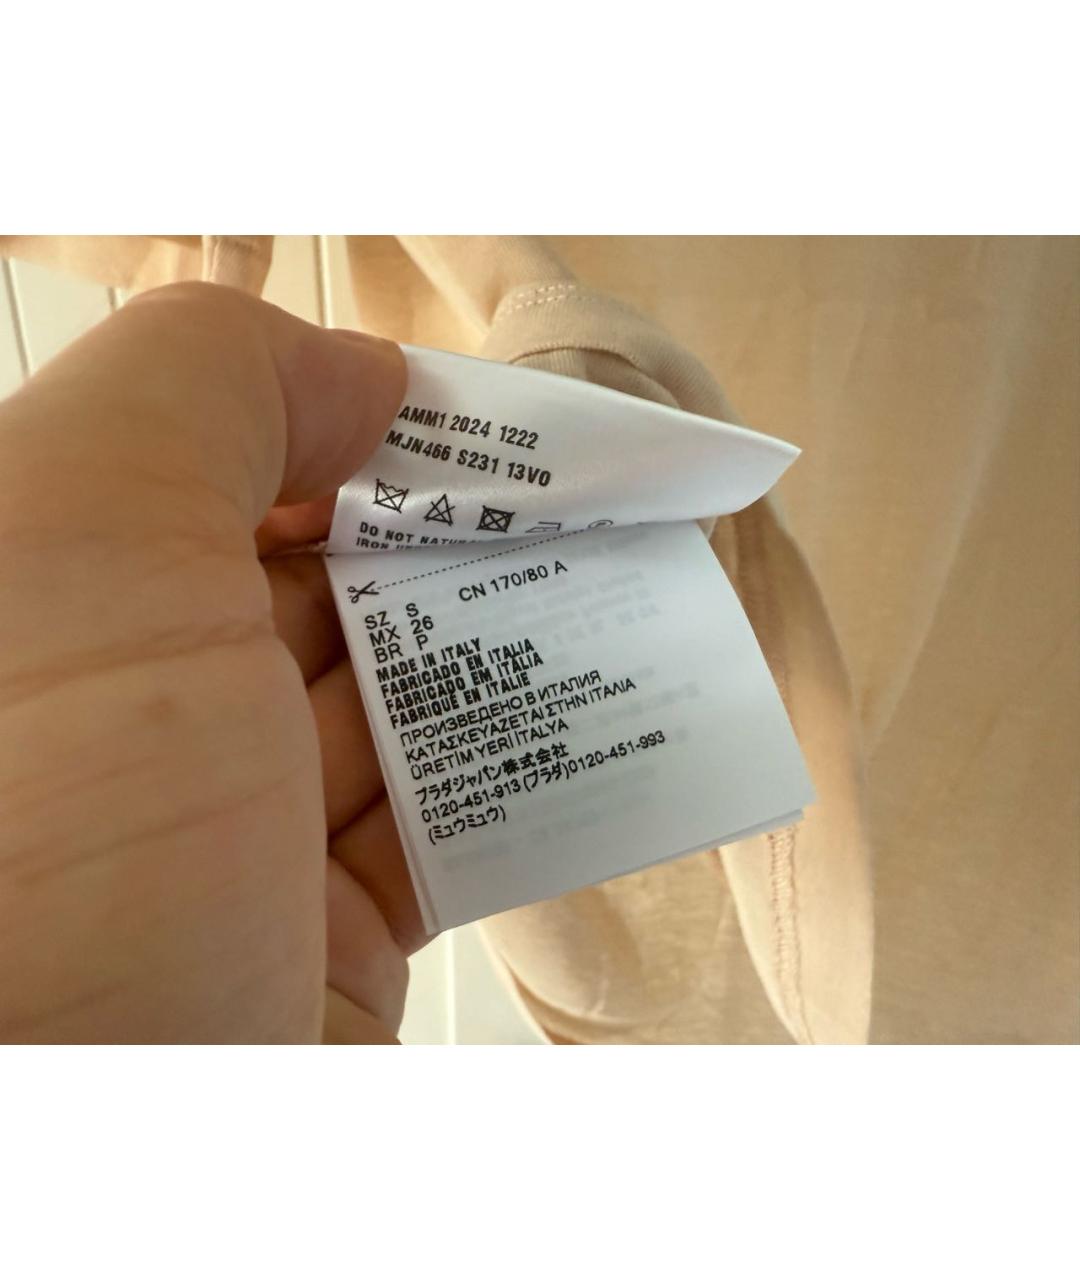 AMM1 2024 1222
MJN466 S231 13V0
DO NOT
IRON
CN 170/80 A
SZ S
MX 26
BR P
MADE IN ITALY
FABRICADO EN ITALIA
FABRICADO EM ITÁLIA
FABRIQUÉ EN ITALIE
ПРОИЗВЕДЕНО В ИТАЛИЯ
ΚΑΤΑΣΚΕΥΑΖΕΤΑΙ ΣΤΗΝ ΙΤΑΛΙΑ
ÜRETİM YERİ İTALYA
プラダジャパン株式会社
0120-451-913 (プラダ)0120-451-993
(ミュウミュウ)